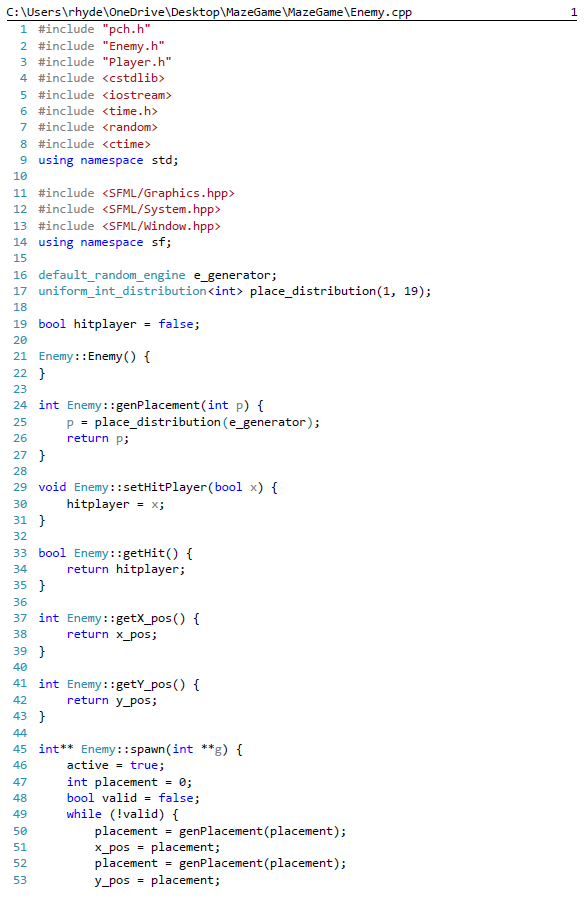 C:\Users\rhyde\OneDrive\Desktop\MazeGame\MazeGame\Enemy.cpp 1
1 #include "pch.h"
2 #include "Enemy.h"
3 #include "Player.h"
4 #include <cstdlib>
5 #include <iostream>
6 #include <time.h>
7 #include <random>
8 #include <ctime>
9 using namespace std;
10
11 #include <SFML/Graphics.hpp>
12 #include <SFML/System.hpp>
13 #include <SFML/Window.hpp>
14 using namespace sf;
15
16 default_random_engine e_generator;
17 uniform_int_distribution<int> place_distribution(1, 19);
18
19 bool hitplayer = false;
20
21 Enemy::Enemy() {
22 }
23
24 int Enemy::genPlacement(int p) {
25     p = place_distribution(e_generator);
26     return p;
27 }
28
29 void Enemy::setHitPlayer(bool x) {
30     hitplayer = x;
31 }
32
33 bool Enemy::getHit() {
34     return hitplayer;
35 }
36
37 int Enemy::getX_pos() {
38     return x_pos;
39 }
40
41 int Enemy::getY_pos() {
42     return y_pos;
43 }
44
45 int** Enemy::spawn(int **g) {
46     active = true;
47     int placement = 0;
48     bool valid = false;
49     while (!valid) {
50         placement = genPlacement(placement);
51         x_pos = placement;
52         placement = genPlacement(placement);
53         y_pos = placement;